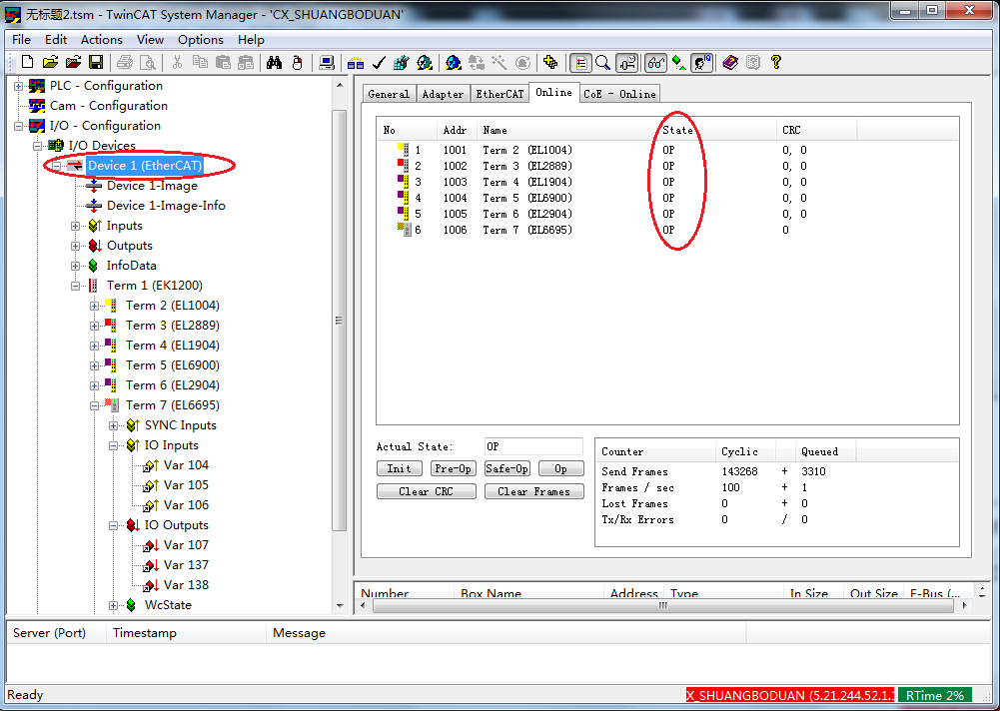 无标题2.tsm - TwinCAT System Manager - 'CX_SHUANGBODUAN'
File Edit Actions View Options Help
PLC - Configuration
Cam - Configuration
I/O - Configuration
I/O Devices
Device 1 (EtherCAT)
Device 1-Image
Device 1-Image-Info
Inputs
Outputs
InfoData
Term 1 (EK1200)
Term 2 (EL1004)
Term 3 (EL2889)
Term 4 (EL1904)
Term 5 (EL6900)
Term 6 (EL2904)
Term 7 (EL6695)
SYNC Inputs
IO Inputs
Var 104
Var 105
Var 106
IO Outputs
Var 107
Var 137
Var 138
WcState
General Adapter EtherCAT Online CoE - Online
No Addr Name State CRC
1 1001 Term 2 (EL1004) OP 0, 0
2 1002 Term 3 (EL2889) OP 0, 0
3 1003 Term 4 (EL1904) OP 0, 0
4 1004 Term 5 (EL6900) OP 0, 0
5 1005 Term 6 (EL2904) OP 0, 0
6 1006 Term 7 (EL6695) OP 0
Actual State: OP
Init Pre-Op Safe-Op Op
Clear CRC Clear Frames
Counter Cyclic Queued
Send Frames 143268 + 3310
Frames / sec 100 + 1
Lost Frames 0 + 0
Tx/Rx Errors 0 / 0
Number Box Name Address Type In Size Out Size E-Bus (...
Server (Port) Timestamp Message
Ready X_SHUANGBODUAN (5.21.244.52.1.1 RTime 2%